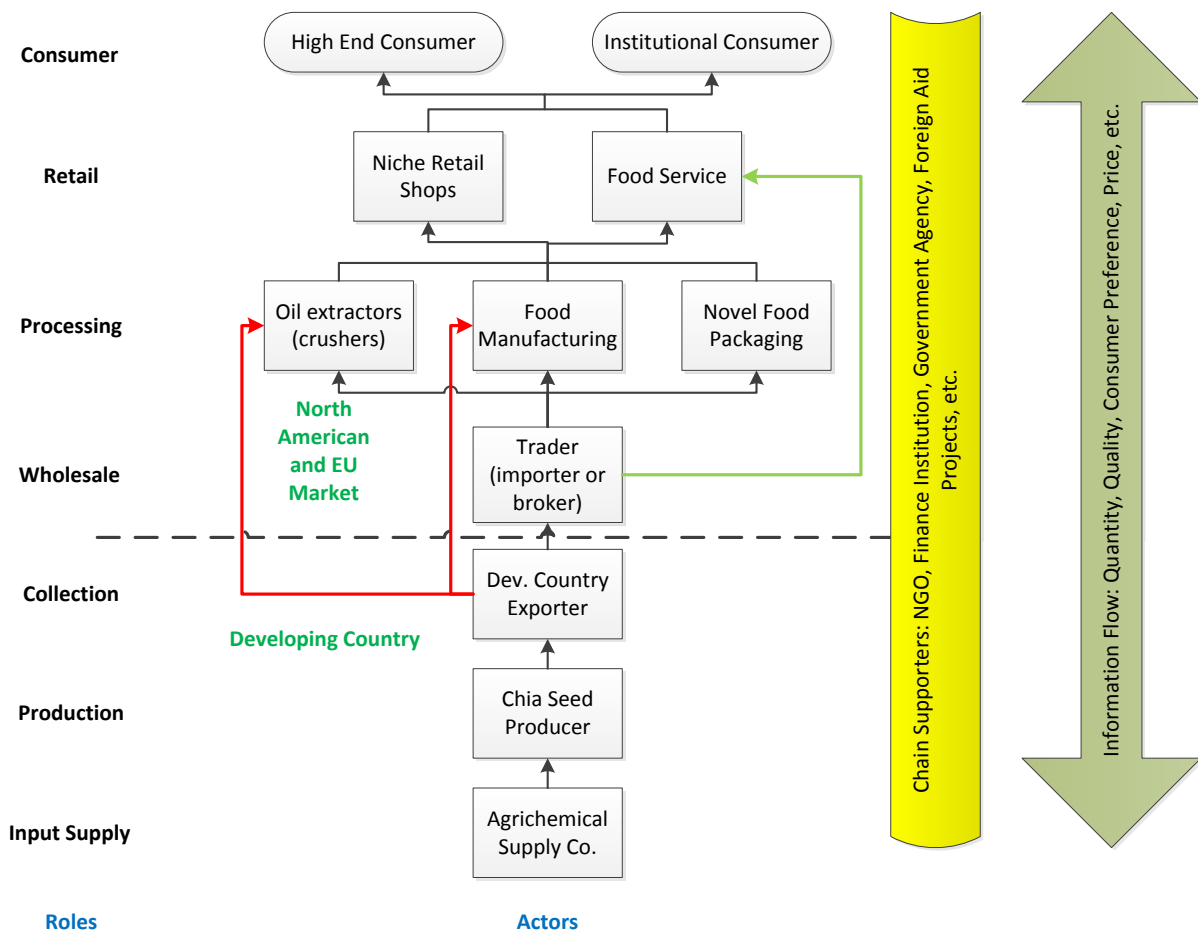 Consumer
High End Consumer
Institutional Consumer
Retail
Niche Retail
Shops
Food Service
Processing
Oil extractors
(crushers)
Food
Manufacturing
Novel Food
Packaging
North
American
and EU
Market
Wholesale
Trader
(importer or
broker)
Collection
Dev. Country
Exporter
Developing Country
Production
Chia Seed
Producer
Input Supply
Agrichemical
Supply Co.
Roles
Actors
Chain Supporters: NGO, Finance Institution, Government Agency, Foreign Aid
Projects, etc.
Information Flow: Quantity, Quality, Consumer Preference, Price, etc.